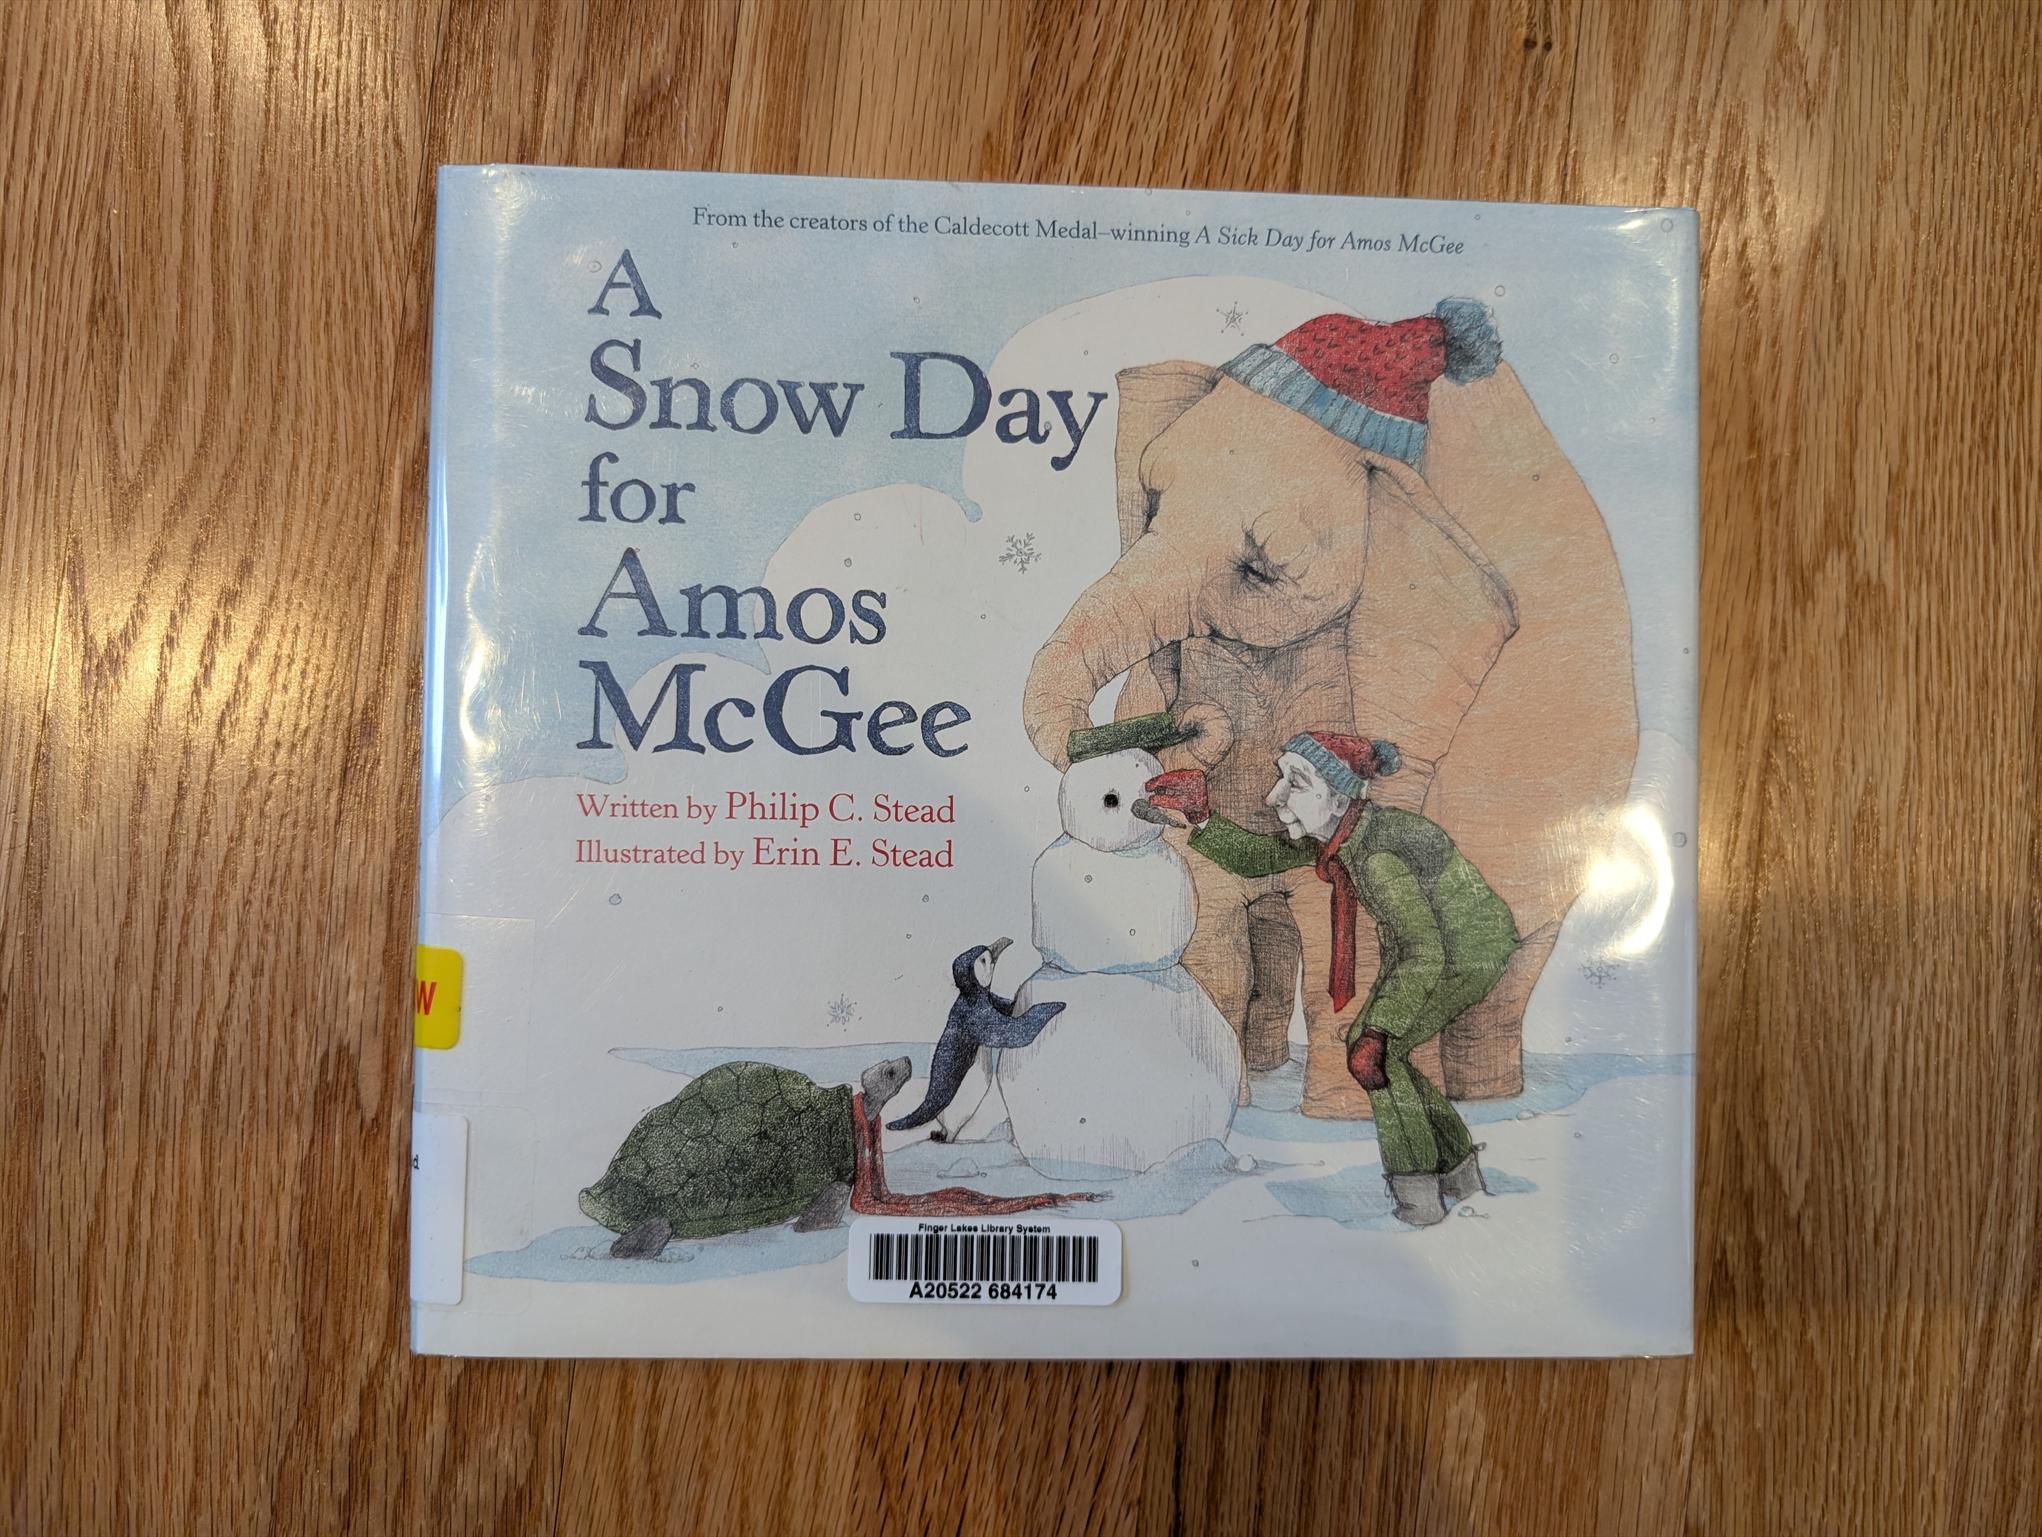 From the creators of the Caldecott Medal–winning A Sick Day for Amos McGee
A
Snow Day
for
Amos
McGee
Written by Philip C. Stead
Illustrated by Erin E. Stead
W
d
Finger Lakes Library System
A20522 684174